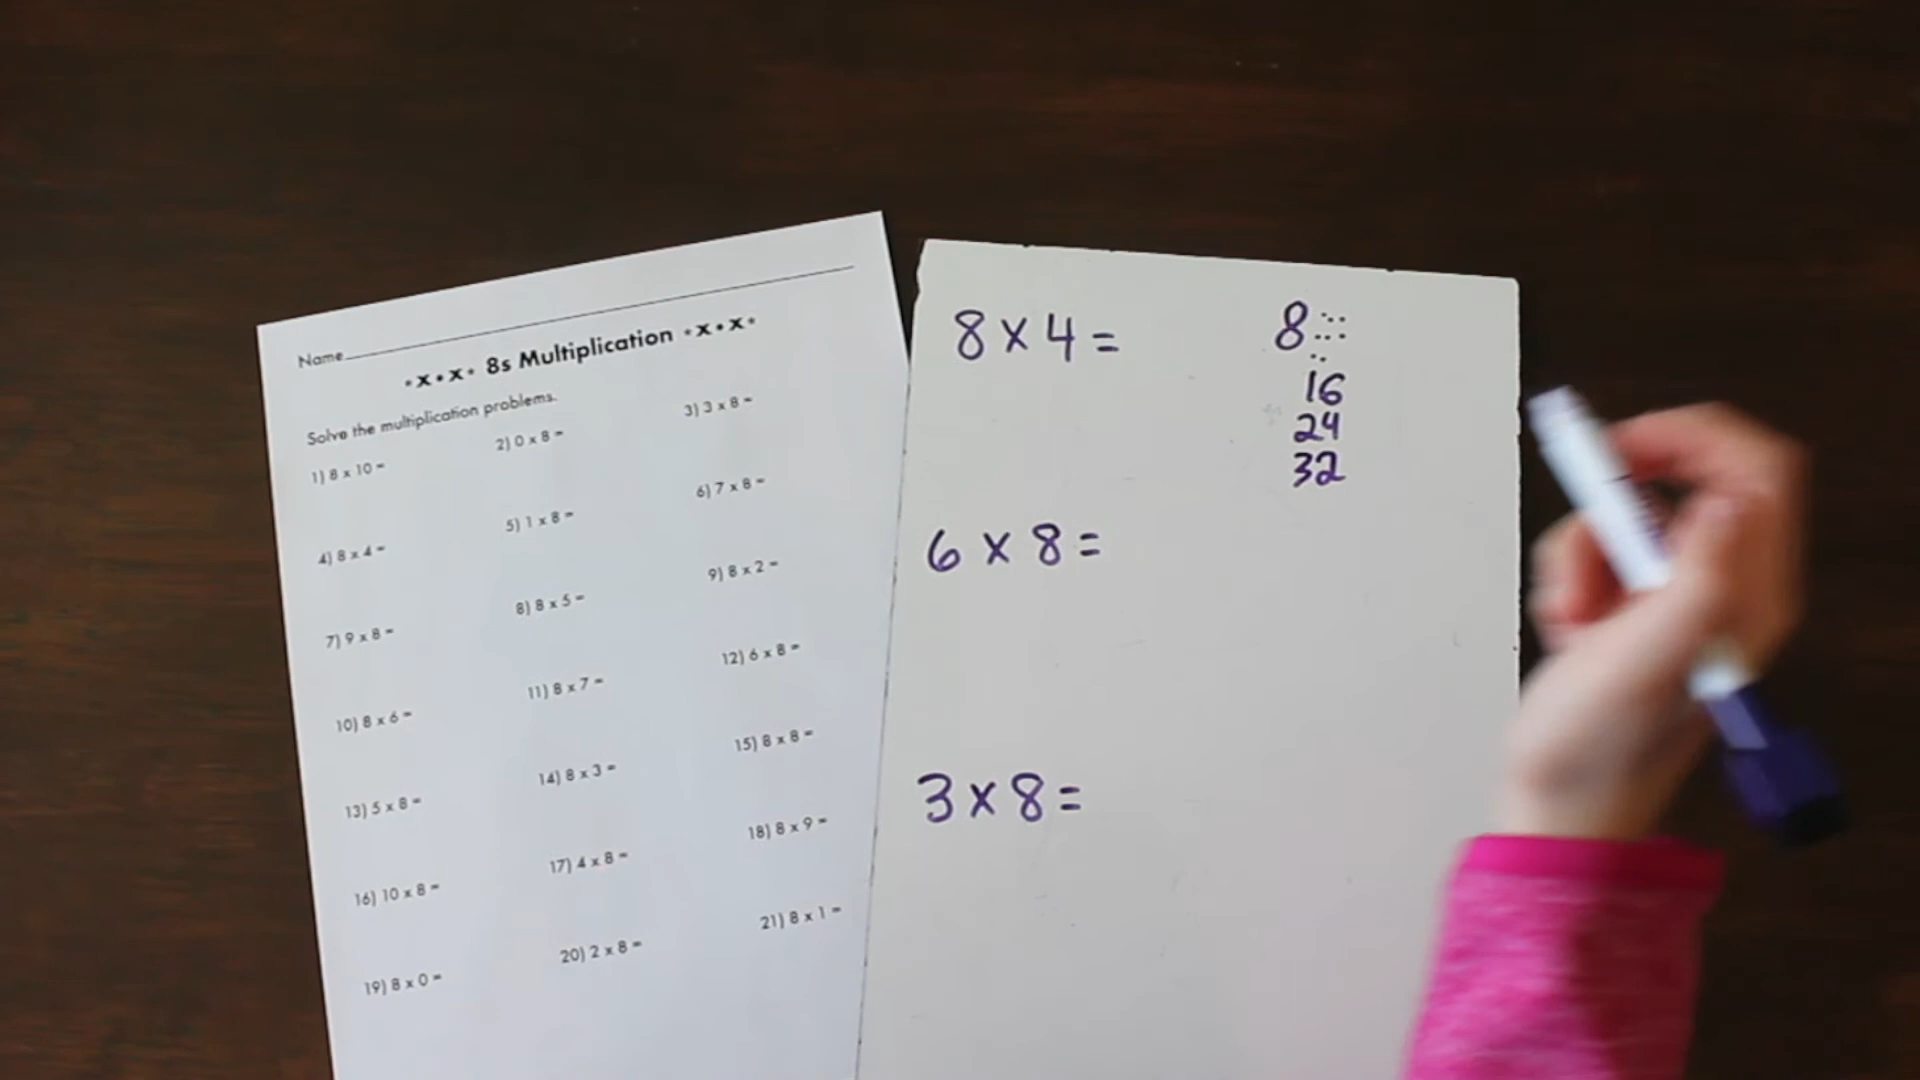 Name
•x•x• 8s Multiplication •x•x•
Solve the multiplication problems.
1) 8 x 10 =
2) 0 x 8 =
3) 3 x 8 =
4) 8 x 4 =
5) 1 x 8 =
6) 7 x 8 =
7) 9 x 8 =
8) 8 x 5 =
9) 8 x 2 =
10) 8 x 6 =
11) 8 x 7 =
12) 6 x 8 =
13) 5 x 8 =
14) 8 x 3 =
15) 8 x 8 =
16) 10 x 8 =
17) 4 x 8 =
18) 8 x 9 =
19) 8 x 0 =
20) 2 x 8 =
21) 8 x 1 =
8 x 4 =
8
16
24
32
6 x 8 =
3 x 8 =